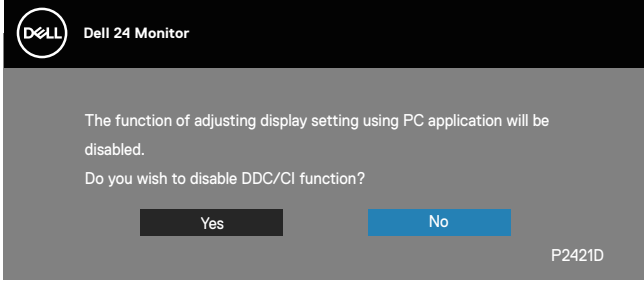 DELL
Dell 24 Monitor
The function of adjusting display setting using PC application will be
disabled.
Do you wish to disable DDC/CI function?
Yes No
P2421D